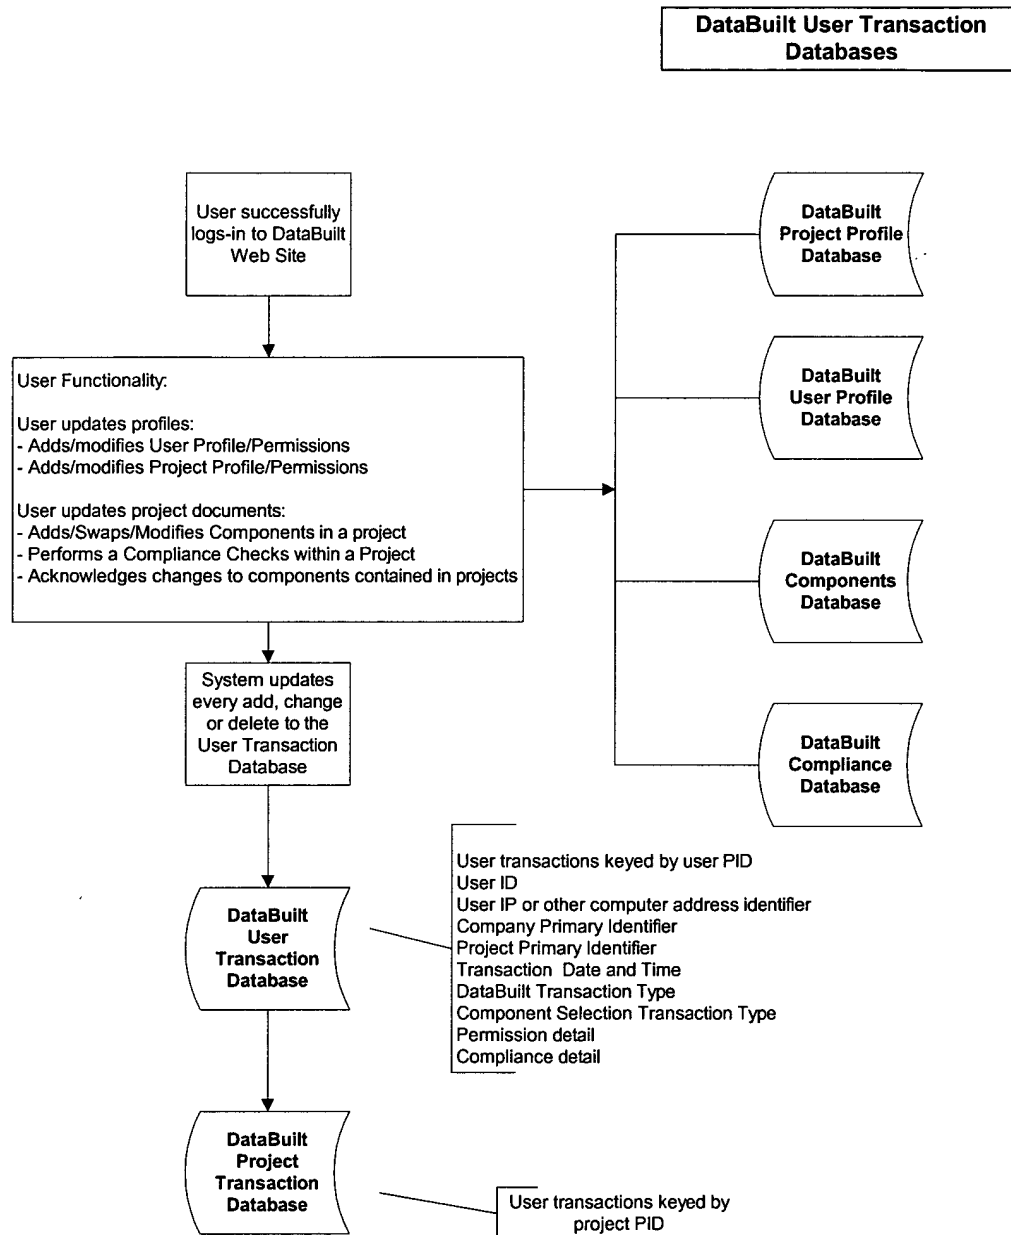 DataBuilt User Transaction
Databases
User successfully
logs-in to DataBuilt
Web Site
User Functionality:
User updates profiles:
- Adds/modifies User Profile/Permissions
- Adds/modifies Project Profile/Permissions
User updates project documents:
- Adds/Swaps/Modifies Components in a project
- Performs a Compliance Checks within a Project
- Acknowledges changes to components contained in projects
System updates
every add, change
or delete to the
User Transaction
Database
DataBuilt
Project Profile
Database
DataBuilt
User Profile
Database
DataBuilt
Components
Database
DataBuilt
Compliance
Database
DataBuilt
User
Transaction
Database
User transactions keyed by user PID
User ID
User IP or other computer address identifier
Company Primary Identifier
Project Primary Identifier
Transaction Date and Time
DataBuilt Transaction Type
Component Selection Transaction Type
Permission detail
Compliance detail
DataBuilt
Project
Transaction
Database
User transactions keyed by
project PID